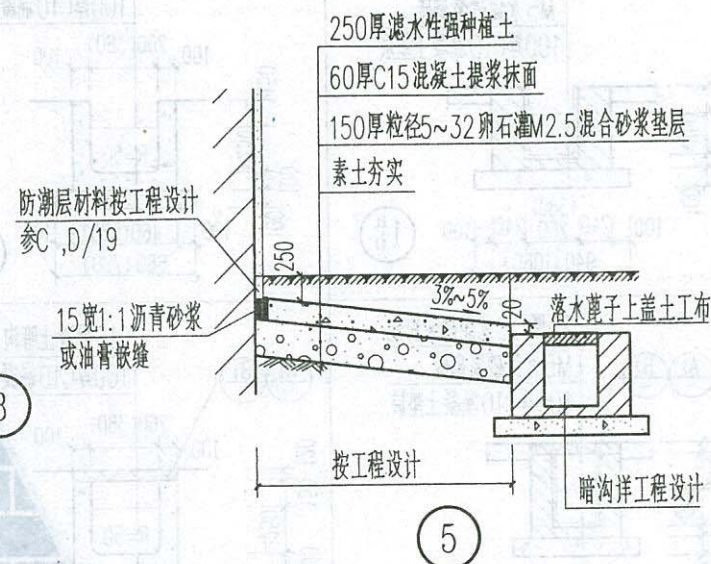 250厚滤水性强种植土
60厚C15混凝土提浆抹面
150厚粒径5~32卵石灌M2.5混合砂浆垫层
素土夯实
防潮层材料按工程设计
参C,D/19
250
3%~5%
20
落水蓖子上盖土工布
15宽1:1沥青砂浆
或油膏嵌缝
按工程设计
暗沟详工程设计
5